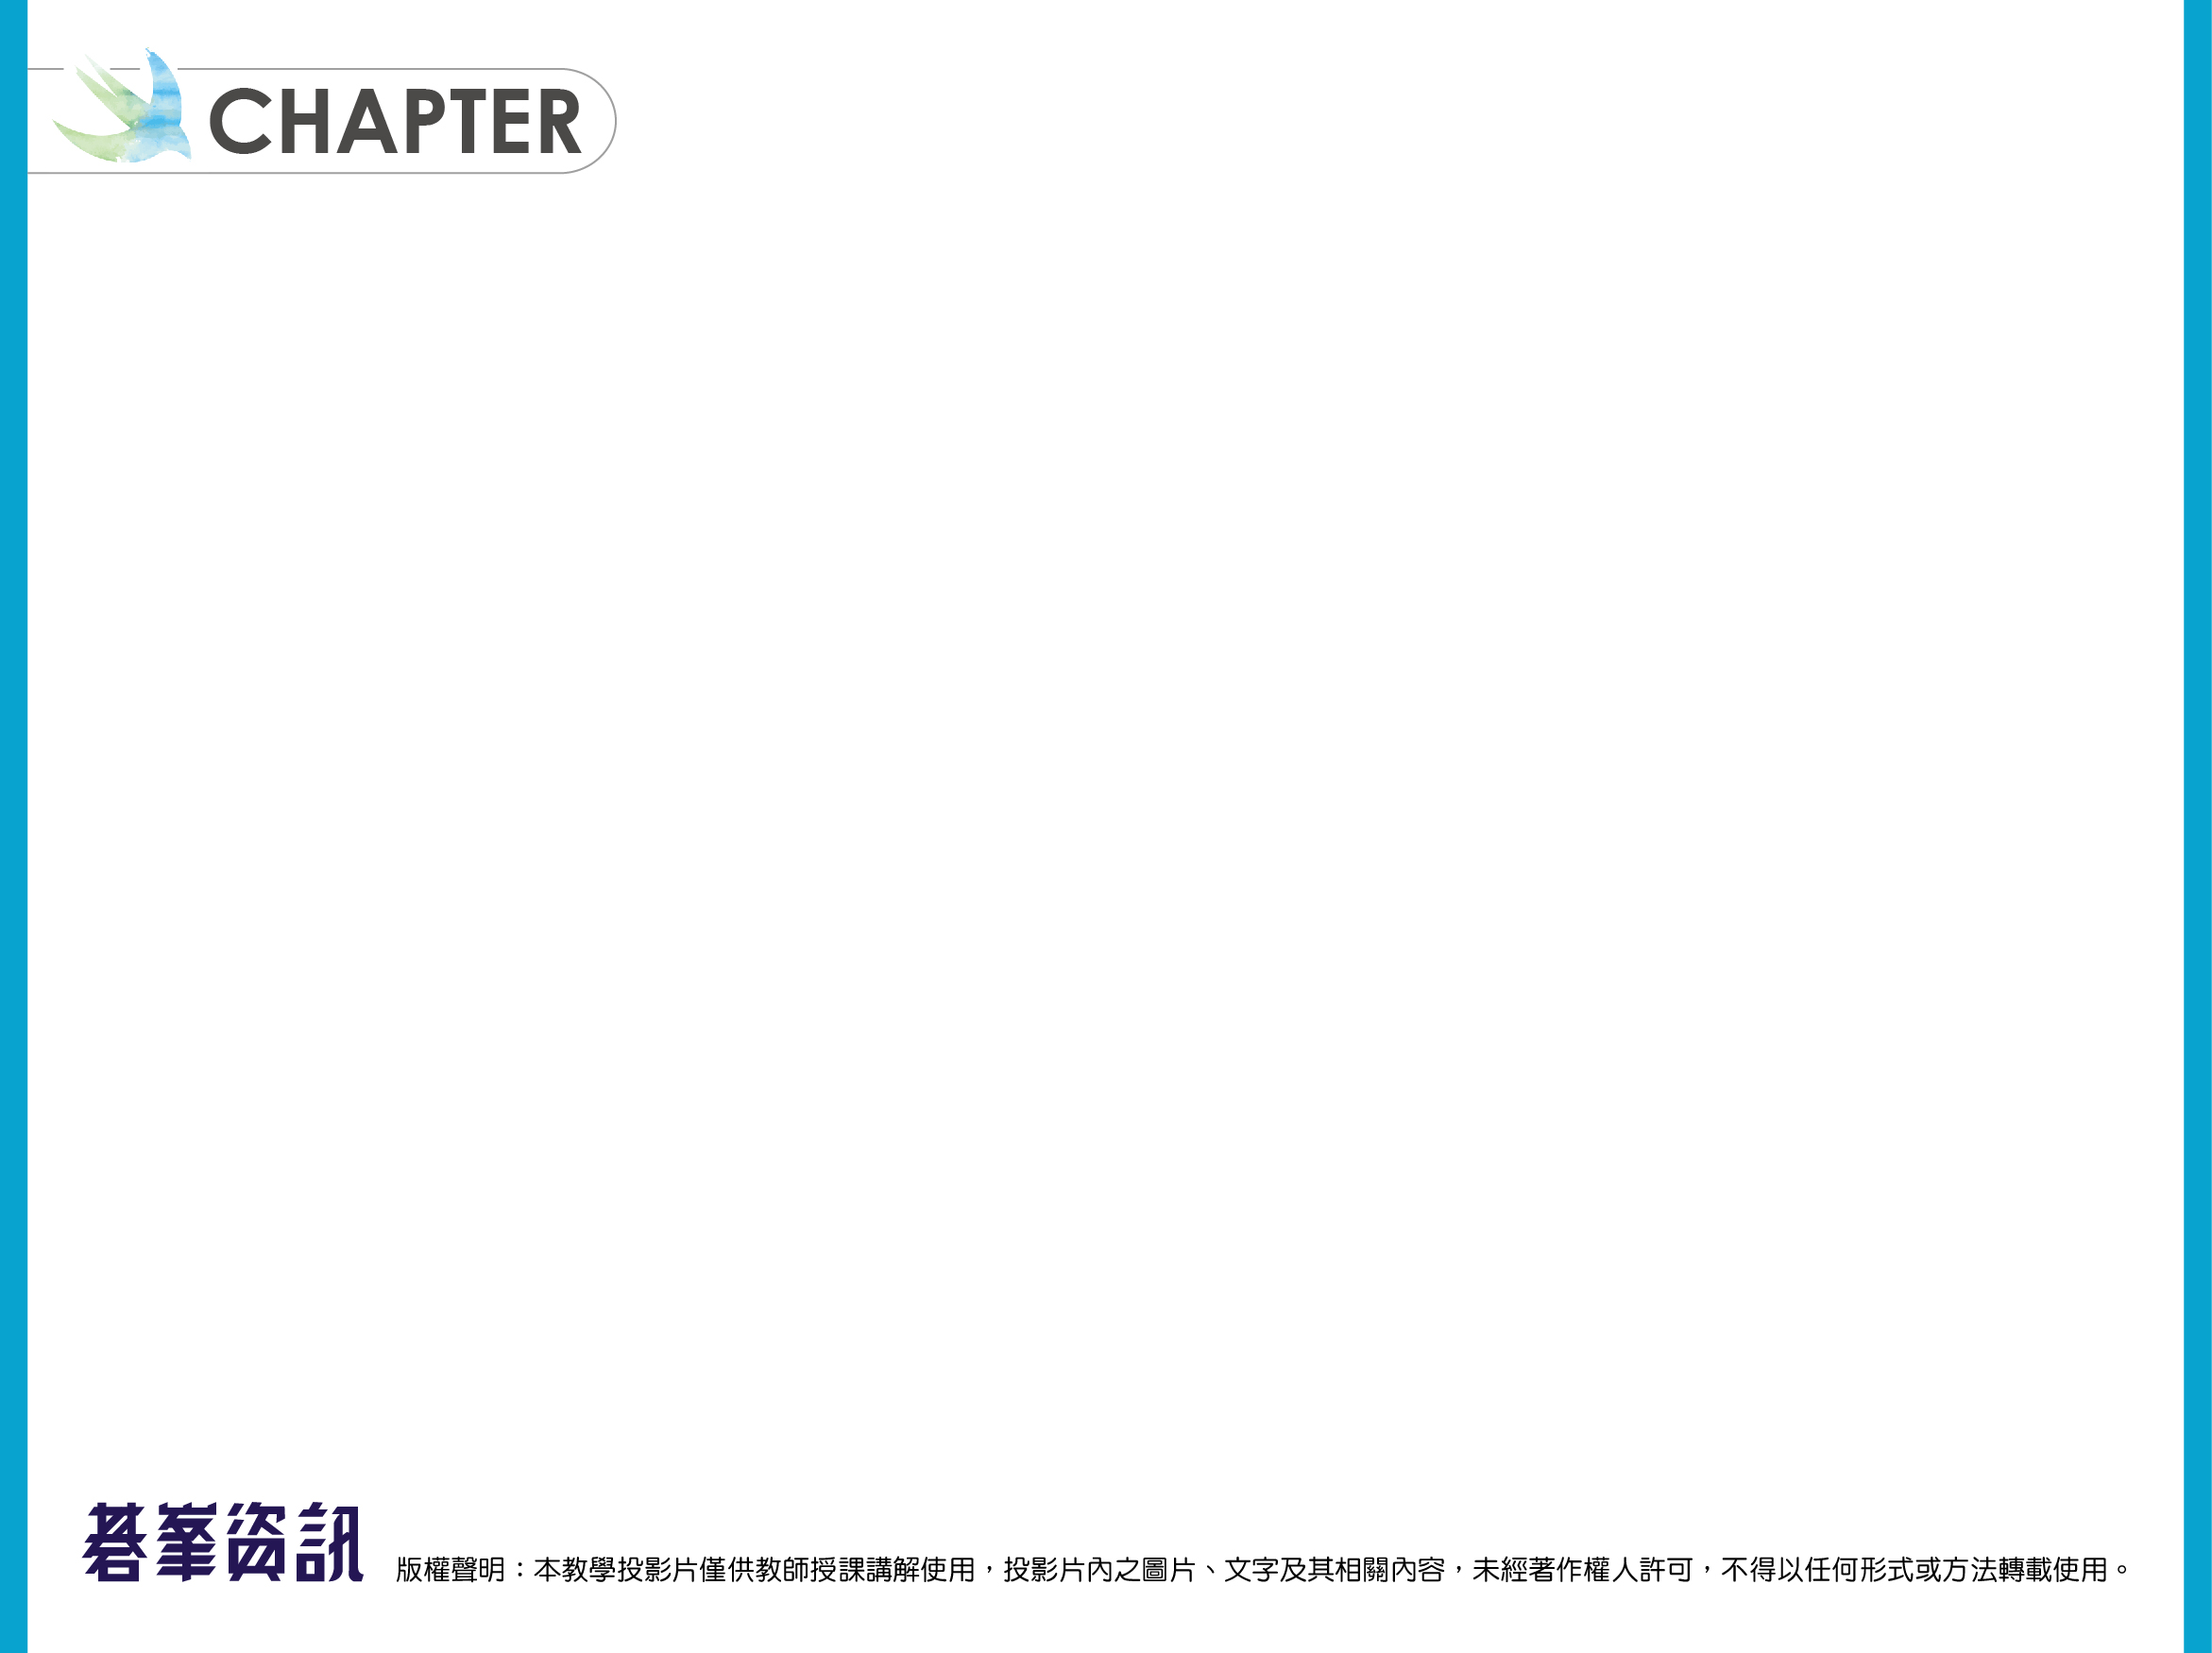 CHAPTER
碁峯資訊
版權聲明：本教學投影片僅供教師授課講解使用，投影片內之圖片、文字及其相關內容，未經著作權人許可，不得以任何形式或方法轉載使用。